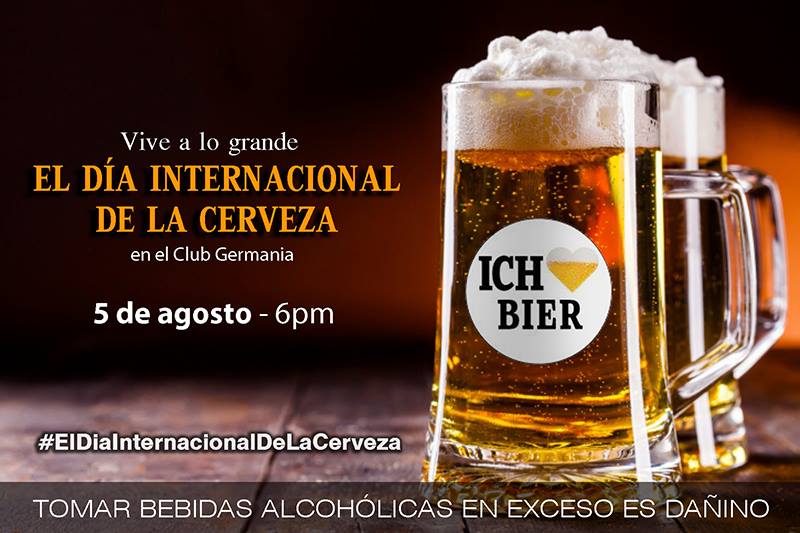 Vive a lo grande
EL DÍA INTERNACIONAL
DE LA CERVEZA
en el Club Germania
5 de agosto - 6pm
ICH
BIER
#ElDiaInternacionalDeLaCerveza
TOMAR BEBIDAS ALCOHÓLICAS EN EXCESO ES DAÑINO